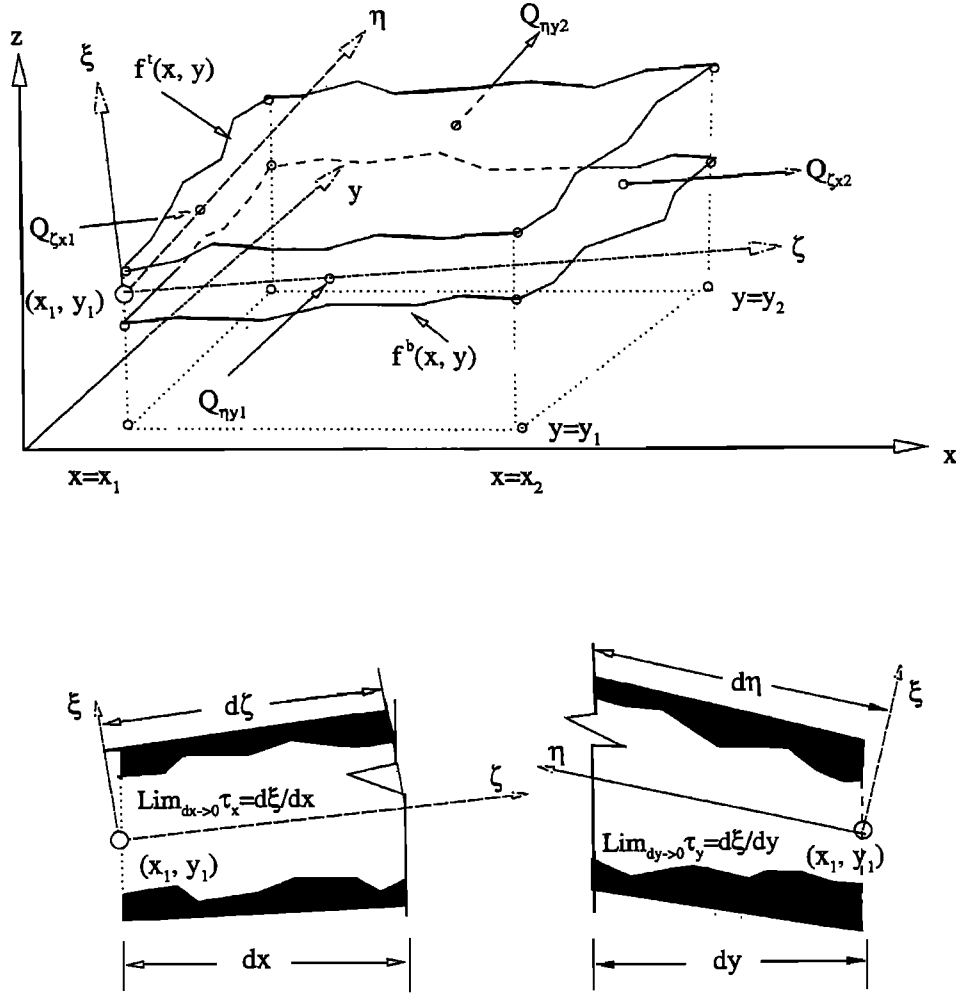 Q_ηy2
z
η
ξ
f^t(x, y)
y
Q_ζx2
Q_ζx1
ζ
(x_1, y_1)
y=y_2
f^b(x, y)
Q_ηy1
y=y_1
x
x=x_1
x=x_2
dη
ξ
ξ
dζ
η
ζ
Lim_dx->0 τ_x=dξ/dx
Lim_dy->0 τ_y=dξ/dy
(x_1, y_1)
(x_1, y_1)
dx
dy